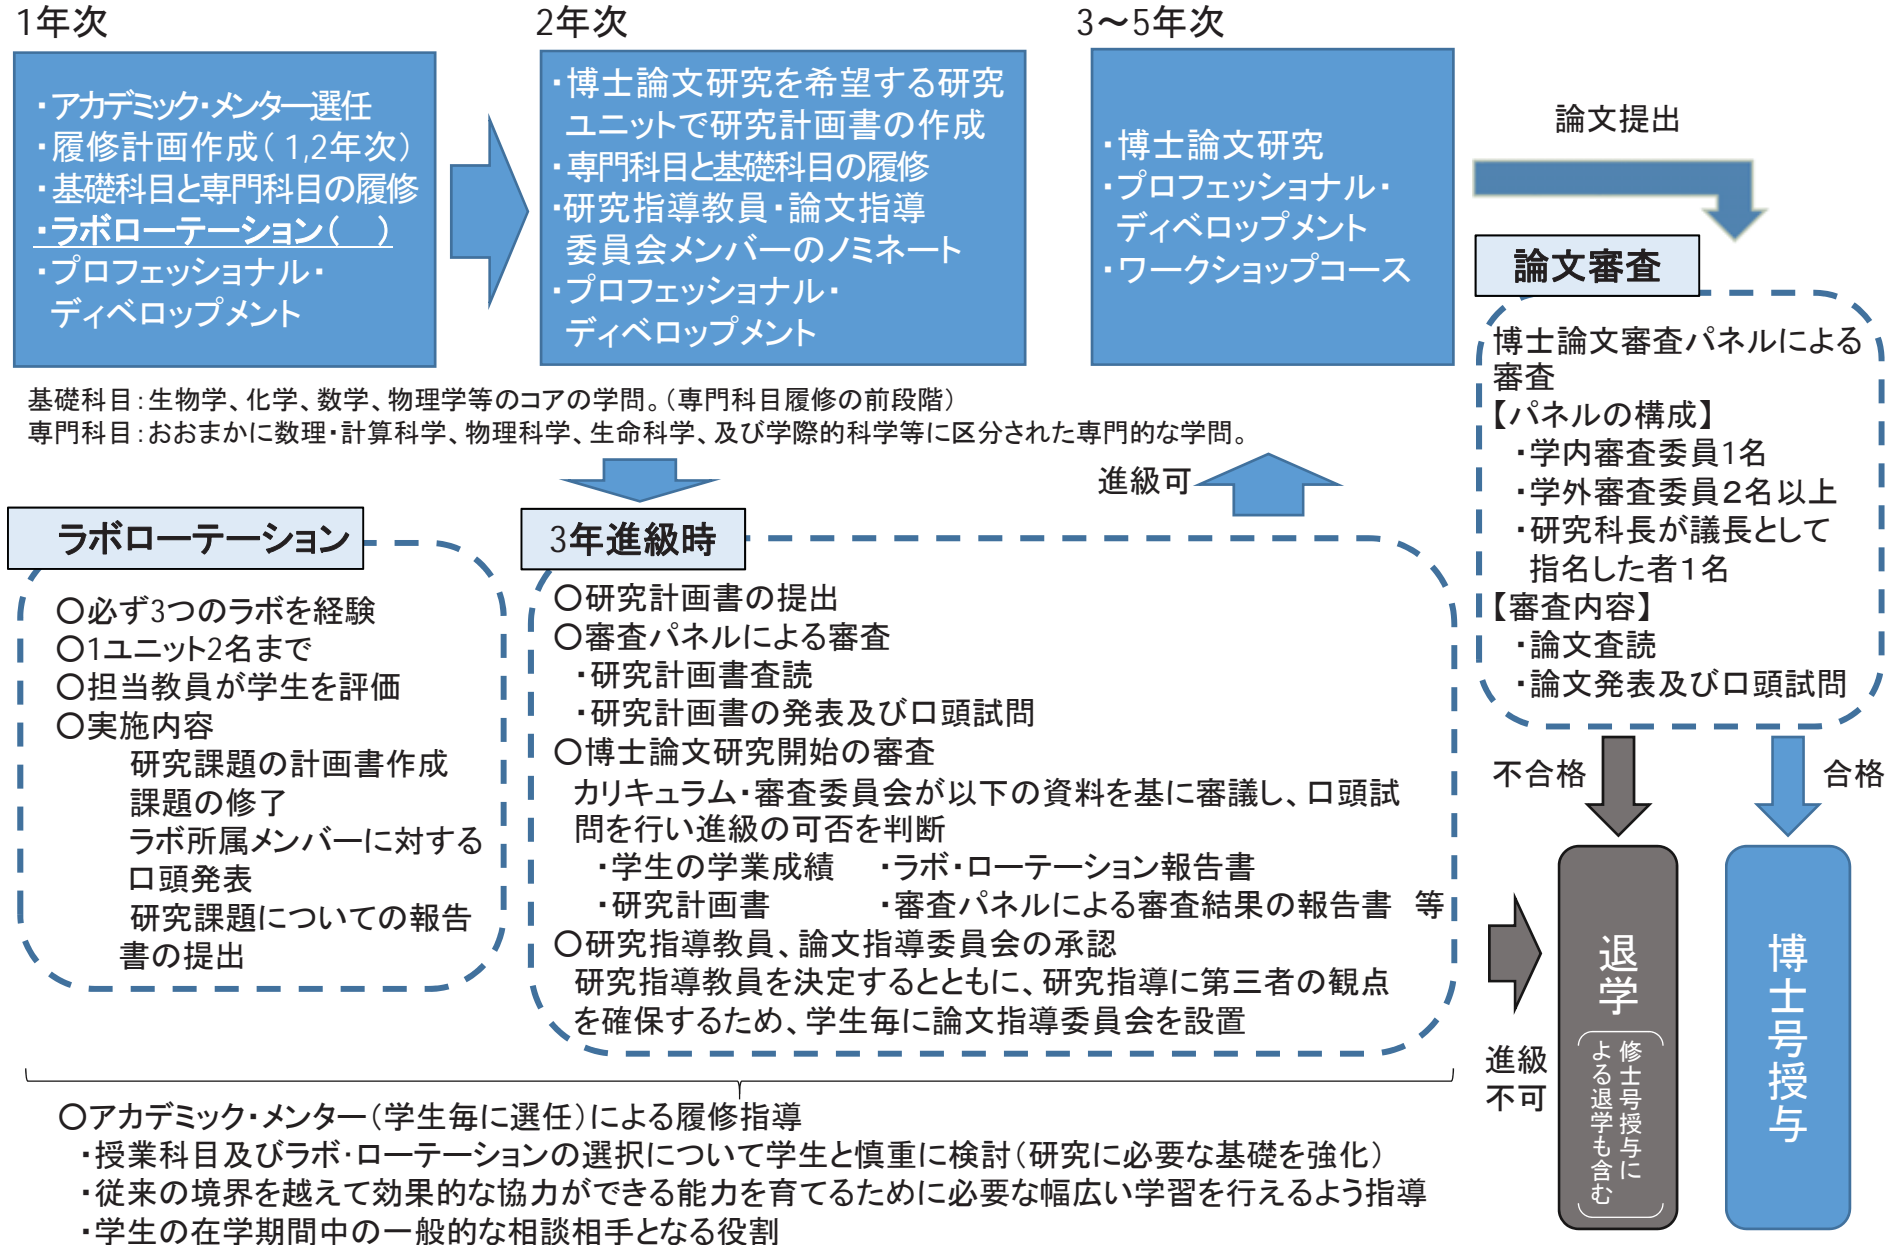 1年次
・アカデミック・メンター選任
・履修計画作成( 1,2年次)
・基礎科目と専門科目の履修
・ラボローテーション(　)
・プロフェッショナル・
ディベロップメント
2年次
・博士論文研究を希望する研究
ユニットで研究計画書の作成
・専門科目と基礎科目の履修
・研究指導教員・論文指導
委員会メンバーのノミネート
・プロフェッショナル・
ディベロップメント
3～5年次
・博士論文研究
・プロフェッショナル・
ディベロップメント
・ワークショップコース
論文提出
基礎科目：生物学、化学、数学、物理学等のコアの学問。（専門科目履修の前段階）
専門科目：おおまかに数理・計算科学、物理科学、生命科学、及び学際的科学等に区分された専門的な学問。
進級可
ラボローテーション
〇必ず3つのラボを経験
〇1ユニット2名まで
〇担当教員が学生を評価
〇実施内容
研究課題の計画書作成
課題の修了
ラボ所属メンバーに対する
口頭発表
研究課題についての報告
書の提出
3年進級時
〇研究計画書の提出
〇審査パネルによる審査
・研究計画書査読
・研究計画書の発表及び口頭試問
〇博士論文研究開始の審査
カリキュラム・審査委員会が以下の資料を基に審議し、口頭試
問を行い進級の可否を判断
・学生の学業成績　・ラボ・ローテーション報告書
・研究計画書　・審査パネルによる審査結果の報告書　等
〇研究指導教員、論文指導委員会の承認
研究指導教員を決定するとともに、研究指導に第三者の観点
を確保するため、学生毎に論文指導委員会を設置
論文審査
博士論文審査パネルによる
審査
【パネルの構成】
・学内審査委員1名
・学外審査委員２名以上
・研究科長が議長として
指名した者１名
【審査内容】
・論文査読
・論文発表及び口頭試問
不合格
合格
進級
不可
退学
修士号授与に
よる退学も含む
博士号授与
〇アカデミック・メンター（学生毎に選任）による履修指導
・授業科目及びラボ・ローテーションの選択について学生と慎重に検討（研究に必要な基礎を強化）
・従来の境界を越えて効果的な協力ができる能力を育てるために必要な幅広い学習を行えるよう指導
・学生の在学期間中の一般的な相談相手となる役割